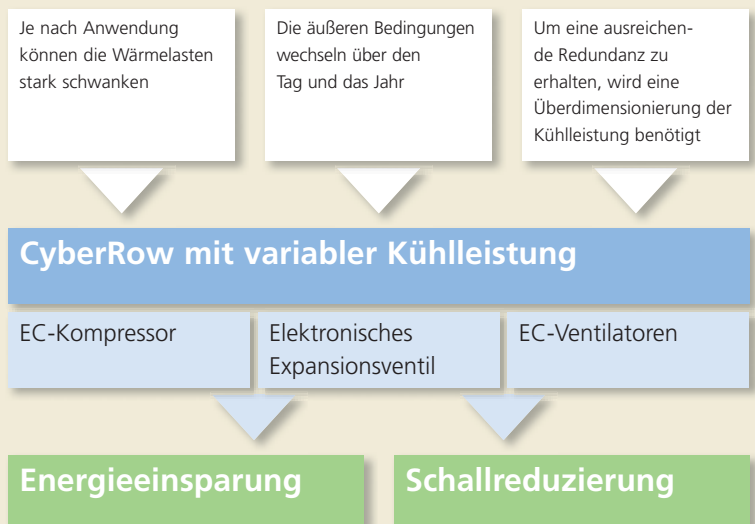 Je nach Anwendung
können die Wärmelasten
stark schwanken
Die äußeren Bedingungen
wechseln über den
Tag und das Jahr
Um eine ausreichen-
de Redundanz zu
erhalten, wird eine
Überdimensionierung der
Kühlleistung benötigt
CyberRow mit variabler Kühlleistung
EC-Kompressor
Elektronisches
Expansionsventil
EC-Ventilatoren
Energieeinsparung
Schallreduzierung